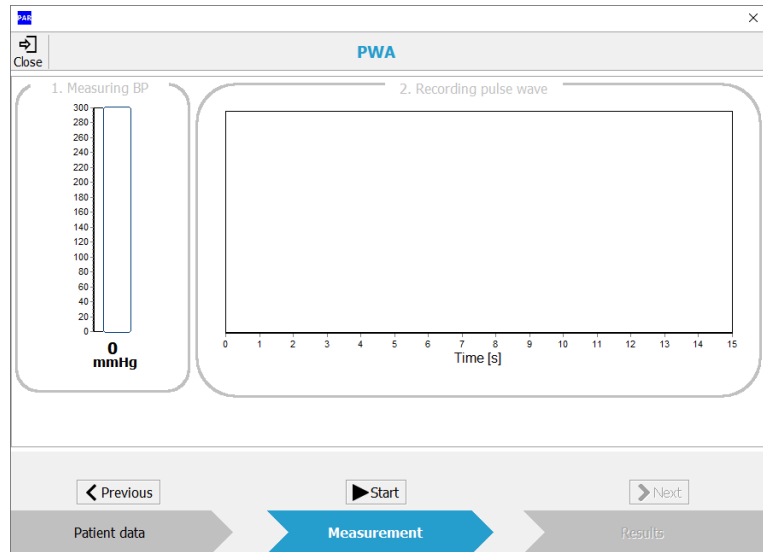 PAR
Close
PWA
1. Measuring BP
2. Recording pulse wave
300
280
260
240
220
200
180
160
140
120
100
80
60
40
20
0
0
mmHg
0 1 2 3 4 5 6 7 8 9 10 11 12 13 14 15
Time [s]
Previous
Start
Next
Patient data
Measurement
Results